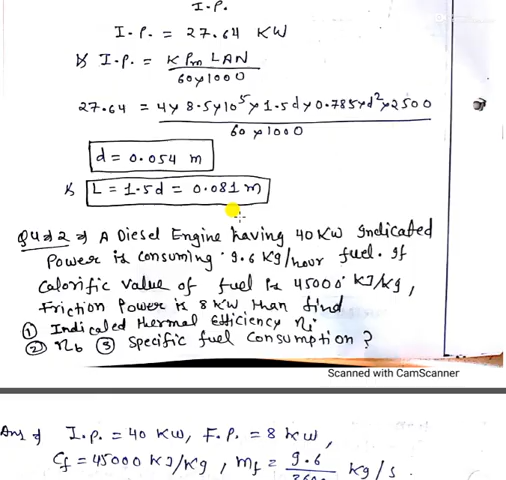 I.P.
I.P. = 27.64 KW
I.P. = K Pm LAN
60×1000
27.64 = 4× 8.5×10⁵× 1.5d × 0.785×d²×2500
60×1000
d = 0.054 m
L = 1.5d = 0.081 m
A Diesel Engine having 40 KW Indicated
Power is consuming 9.6 Kg/hour fuel. If
Calorific value of fuel is 45000 KJ/Kg,
Friction Power is 8 KW than find
① Indicated thermal Efficiency ηi
② ηb ③ Specific fuel Consumption ?
Scanned with CamScanner
Ans ⇒ I.P. = 40 KW, F.P. = 8 KW,
Cf = 45000 KJ/Kg , mf = 9.6 Kg/s.